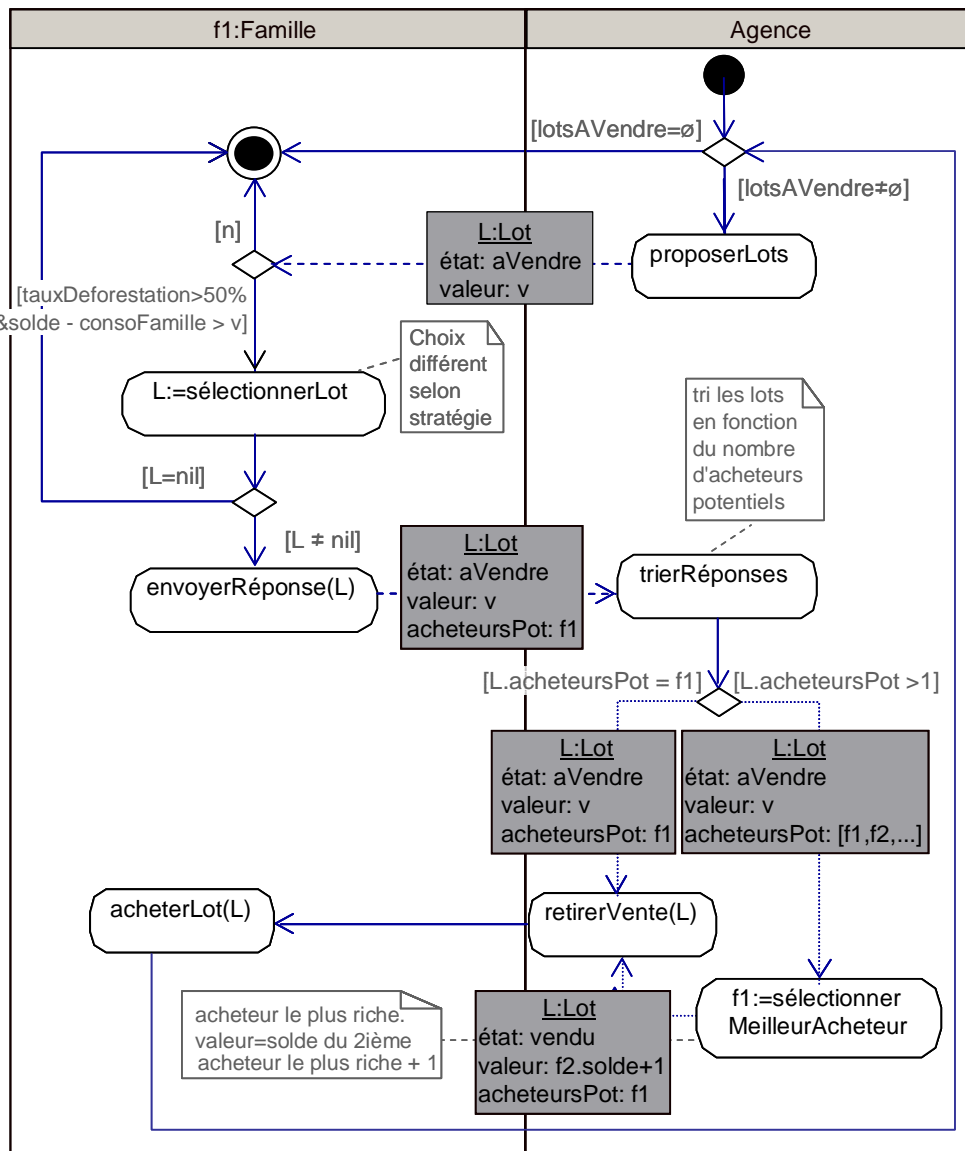 f1:Famille
Agence
[lotsAVendre=ø]
[lotsAVendre≠ø]
[n]
L:Lot
état: aVendre
valeur: v
proposerLots
[tauxDeforestation>50%
&solde - consoFamille > v]
Choix
différent
selon
stratégie
L:=sélectionnerLot
tri les lots
en fonction
du nombre
d'acheteurs
potentiels
[L=nil]
[L ≠ nil]
envoyerRéponse(L)
L:Lot
état: aVendre
valeur: v
acheteursPot: f1
trierRéponses
[L.acheteursPot = f1]
[L.acheteursPot >1]
L:Lot
état: aVendre
valeur: v
acheteursPot: f1
L:Lot
état: aVendre
valeur: v
acheteursPot: [f1,f2,...]
acheterLot(L)
retirerVente(L)
f1:=sélectionner
MeilleurAcheteur
acheteur le plus riche.
valeur=solde du 2ième
acheteur le plus riche + 1
L:Lot
état: vendu
valeur: f2.solde+1
acheteursPot: f1